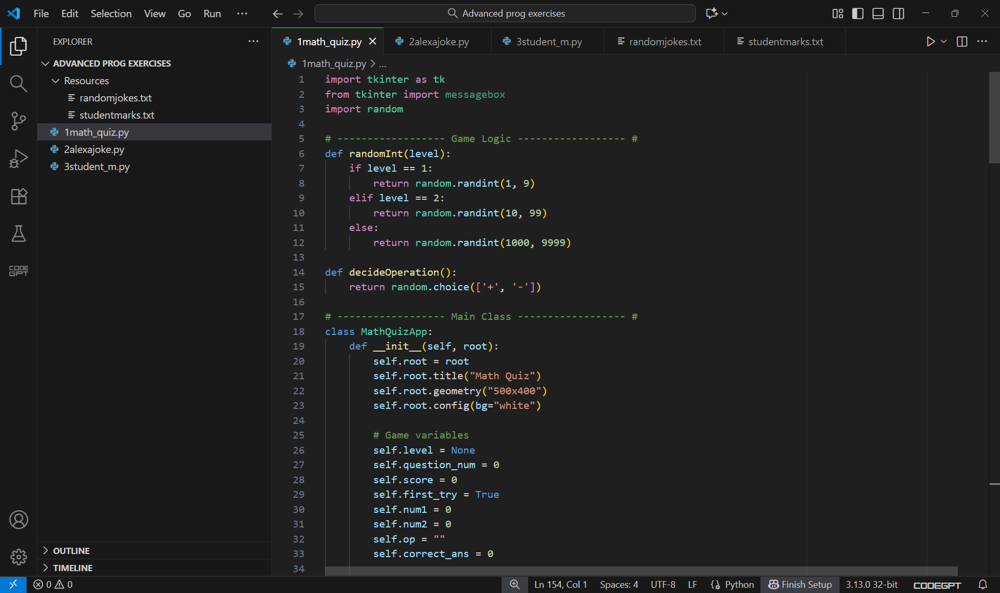 File Edit Selection View Go Run ···
Advanced prog exercises
EXPLORER ···
ADVANCED PROG EXERCISES
Resources
randomjokes.txt
studentmarks.txt
1math_quiz.py
2alexajoke.py
3student_m.py
CODE
GPT
OUTLINE
TIMELINE
1math_quiz.py 2alexajoke.py 3student_m.py randomjokes.txt studentmarks.txt
1math_quiz.py > ...
1 import tkinter as tk
2 from tkinter import messagebox
3 import random
4
5 # ------------------ Game Logic ------------------ #
6 def randomInt(level):
7     if level == 1:
8         return random.randint(1, 9)
9     elif level == 2:
10         return random.randint(10, 99)
11     else:
12         return random.randint(1000, 9999)
13
14 def decideOperation():
15     return random.choice(['+', '-'])
16
17 # ------------------ Main Class ------------------ #
18 class MathQuizApp:
19     def __init__(self, root):
20         self.root = root
21         self.root.title("Math Quiz")
22         self.root.geometry("500x400")
23         self.root.config(bg="white")
24
25         # Game variables
26         self.level = None
27         self.question_num = 0
28         self.score = 0
29         self.first_try = True
30         self.num1 = 0
31         self.num2 = 0
32         self.op = ""
33         self.correct_ans = 0
34
0 0 Ln 154, Col 1 Spaces: 4 UTF-8 LF Python Finish Setup 3.13.0 32-bit CODEGPT